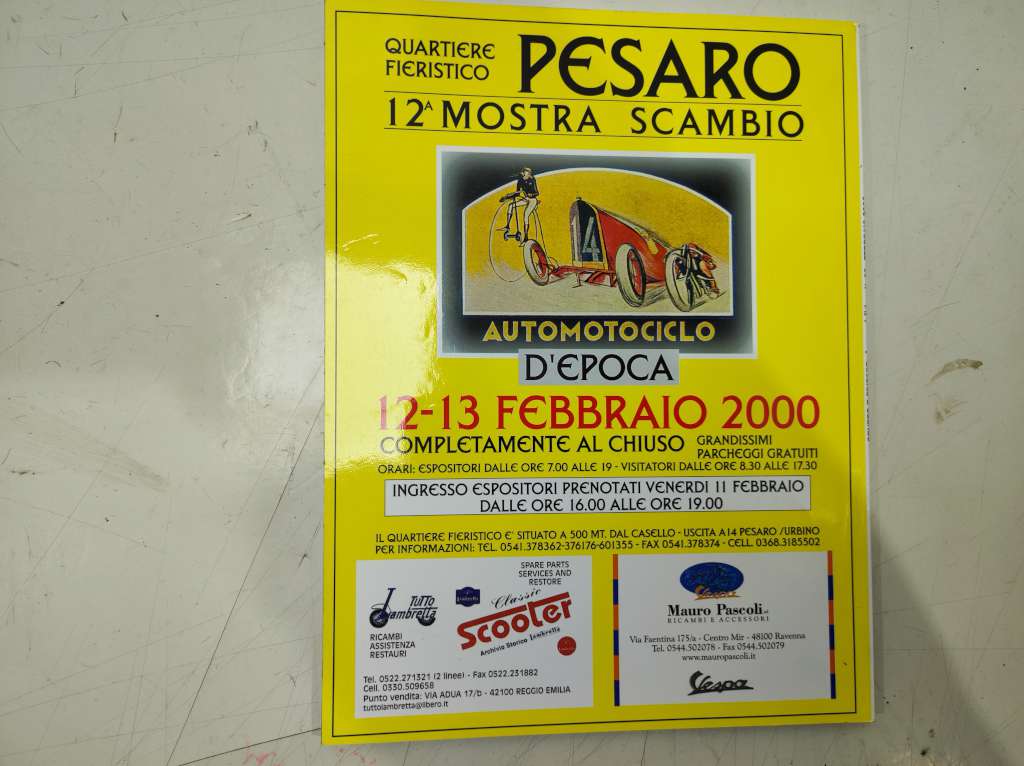 QUARTIERE
FIERISTICO
PESARO
12ª MOSTRA SCAMBIO
14
AUTOMOTOCICLO
D'EPOCA
12-13 FEBBRAIO 2000
COMPLETAMENTE AL CHIUSO
GRANDISSIMI
PARCHEGGI GRATUITI
ORARI: ESPOSITORI DALLE ORE 7.00 ALLE 19 - VISITATORI DALLE ORE 8.30 ALLE 17.30
INGRESSO ESPOSITORI PRENOTATI VENERDI 11 FEBBRAIO
DALLE ORE 16.00 ALLE ORE 19.00
IL QUARTIERE FIERISTICO E' SITUATO A 500 MT. DAL CASELLO - USCITA A14 PESARO /URBINO
PER INFORMAZIONI: TEL. 0541.378362-376176-601355 - FAX 0541.378374 - CELL. 0368.3185502
TUTTO
Lambretta
RICAMBI
ASSISTENZA
RESTAURI
SPARE PARTS
SERVICES AND
RESTORE
Classic
Scooter
Archivio Storico Lambretta
Tel. 0522.271321 (2 linee) - Fax 0522.231882
Cell. 0330.509658
Punto vendita: VIA ADUA 17/b - 42100 REGGIO EMILIA
tuttolambretta@libero.it
Vespa
Mauro Pascoli srl
RICAMBI E ACCESSORI
Via Faentina 175/a - Centro Mir - 48100 Ravenna
Tel. 0544.502078 - Fax 0544.502079
www.mauropascoli.it
Vespa